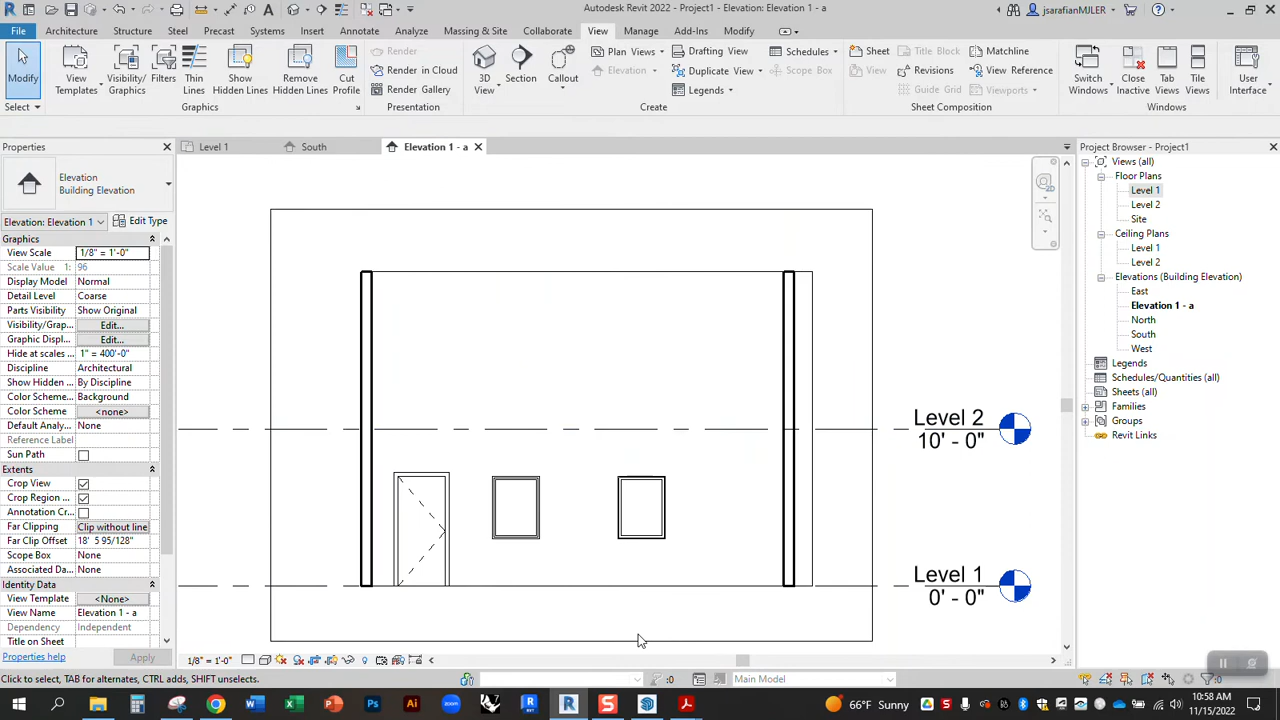 Autodesk Revit 2022 - Project1 - Elevation: Elevation 1 - a
jsarafianMJLER
File Architecture Structure Steel Precast Systems Insert Annotate Analyze Massing & Site Collaborate View Manage Add-Ins Modify
Modify
View Templates
Visibility/ Graphics
Filters
Thin Lines
Show Hidden Lines
Remove Hidden Lines
Cut Profile
Render
Render in Cloud
Render Gallery
3D View
Section
Callout
Plan Views
Elevation
Drafting View
Duplicate View
Legends
Schedules
Scope Box
Sheet
View
Title Block
Revisions
Guide Grid
Matchline
View Reference
Viewports
Switch Windows
Close Inactive
Tab Views
Tile Views
User Interface
Select Graphics Presentation Create Sheet Composition Windows
Properties
Level 1 South Elevation 1 - a
Project Browser - Project1
Elevation
Building Elevation
Elevation: Elevation 1 Edit Type
Graphics
View Scale 1/8" = 1'-0"
Scale Value 1: 96
Display Model Normal
Detail Level Coarse
Parts Visibility Show Original
Visibility/Grap... Edit...
Graphic Displ... Edit...
Hide at scales ... 1" = 400'-0"
Discipline Architectural
Show Hidden ... By Discipline
Color Scheme ... Background
Color Scheme <none>
Default Analy... None
Reference Label
Sun Path
Extents
Crop View
Crop Region ...
Annotation Cr...
Far Clipping Clip without line
Far Clip Offset 18' 5 95/128"
Scope Box None
Associated Da... None
Identity Data
View Template <None>
View Name Elevation 1 - a
Dependency Independent
Title on Sheet
Properties help Apply
Level 2
10' - 0"
Level 1
0' - 0"
Views (all)
Floor Plans
Level 1
Level 2
Site
Ceiling Plans
Level 1
Level 2
Elevations (Building Elevation)
East
Elevation 1 - a
North
South
West
Legends
Schedules/Quantities (all)
Sheets (all)
Families
Groups
Revit Links
1/8" = 1'-0"
Click to select, TAB for alternates, CTRL adds, SHIFT unselects.
:0
Main Model
:0
66°F Sunny
10:58 AM
11/15/2022